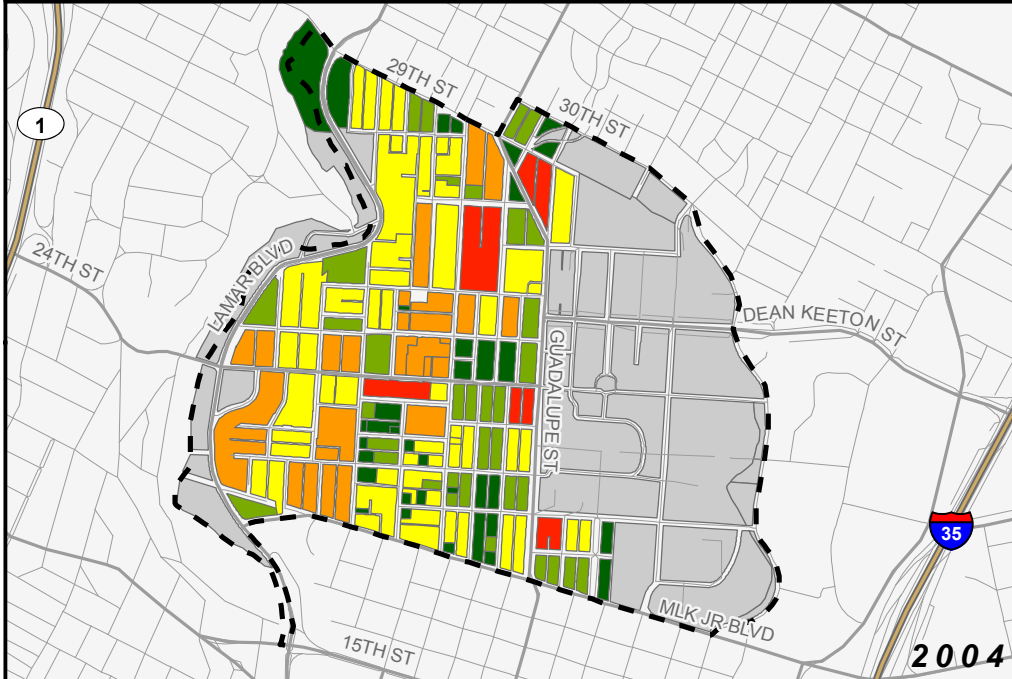 29TH ST
30TH ST
1
24TH ST
LAMAR BLVD
DEAN KEETON ST
GUADALUPE ST
35
MLK JR BLVD
15TH ST
2004